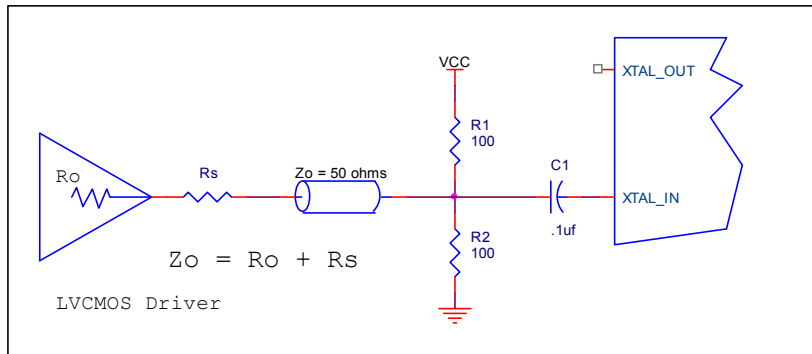 VCC
XTAL_OUT
R1
100
C1
Ro
Rs
Zo = 50 ohms
XTAL_IN
.1uf
R2
100
Zo = Ro + Rs
LVCMOS Driver